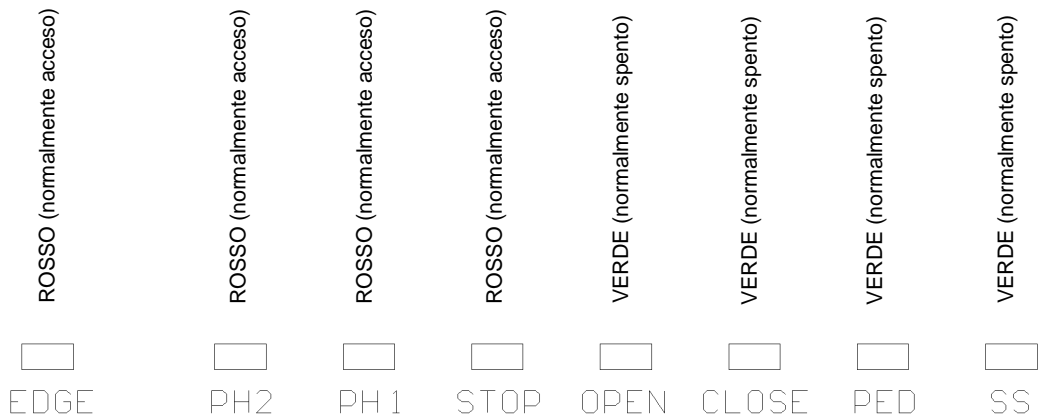 ROSSO (normalmente acceso)
ROSSO (normalmente acceso)
ROSSO (normalmente acceso)
ROSSO (normalmente acceso)
VERDE (normalmente spento)
VERDE (normalmente spento)
VERDE (normalmente spento)
VERDE (normalmente spento)
EDGE PH2 PH1 STOP OPEN CLOSE PED SS